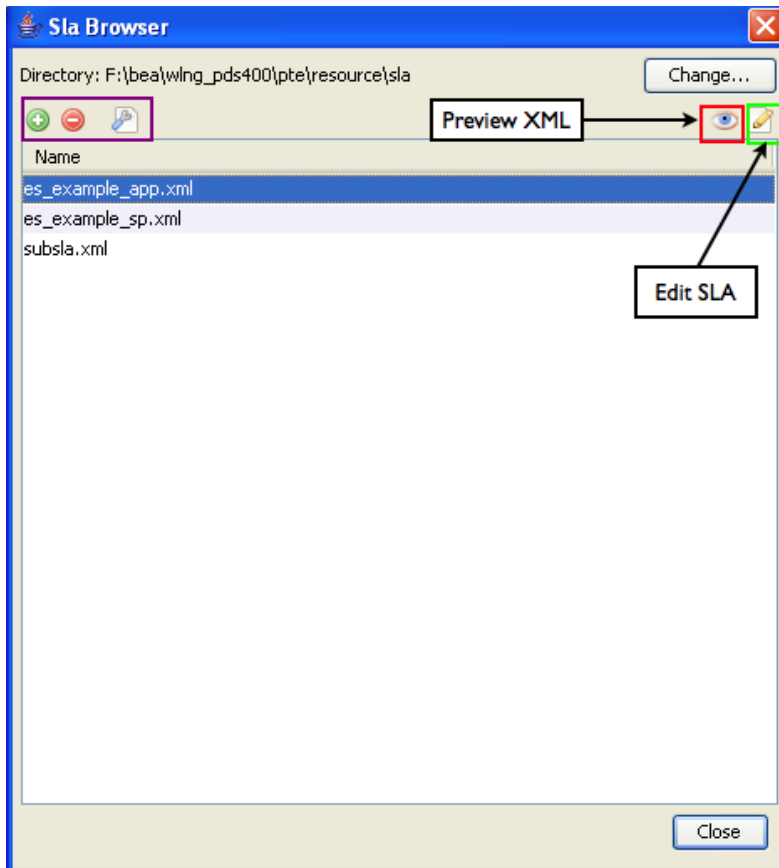 Sla Browser
Directory: F:\bea\wlng_pds400\pte\resource\sla
Change...
Preview XML
Name
es_example_app.xml
es_example_sp.xml
subsla.xml
Edit SLA
Close